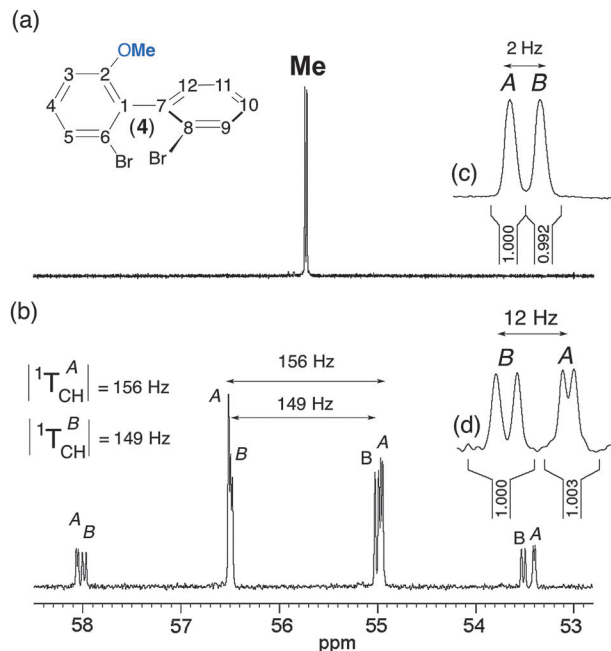 (a)
OMe
3 2 12 11
4 1 7 10
(4)
5 6 8 9
Br Br
Me
2 Hz
A B
(c)
1.000 0.992
(b)
|¹T_CH^A| = 156 Hz
|¹T_CH^B| = 149 Hz
156 Hz
149 Hz
12 Hz
B A
(d)
1.000 1.003
A B
A B
B A
B A
58 57 56 55 54 53
ppm